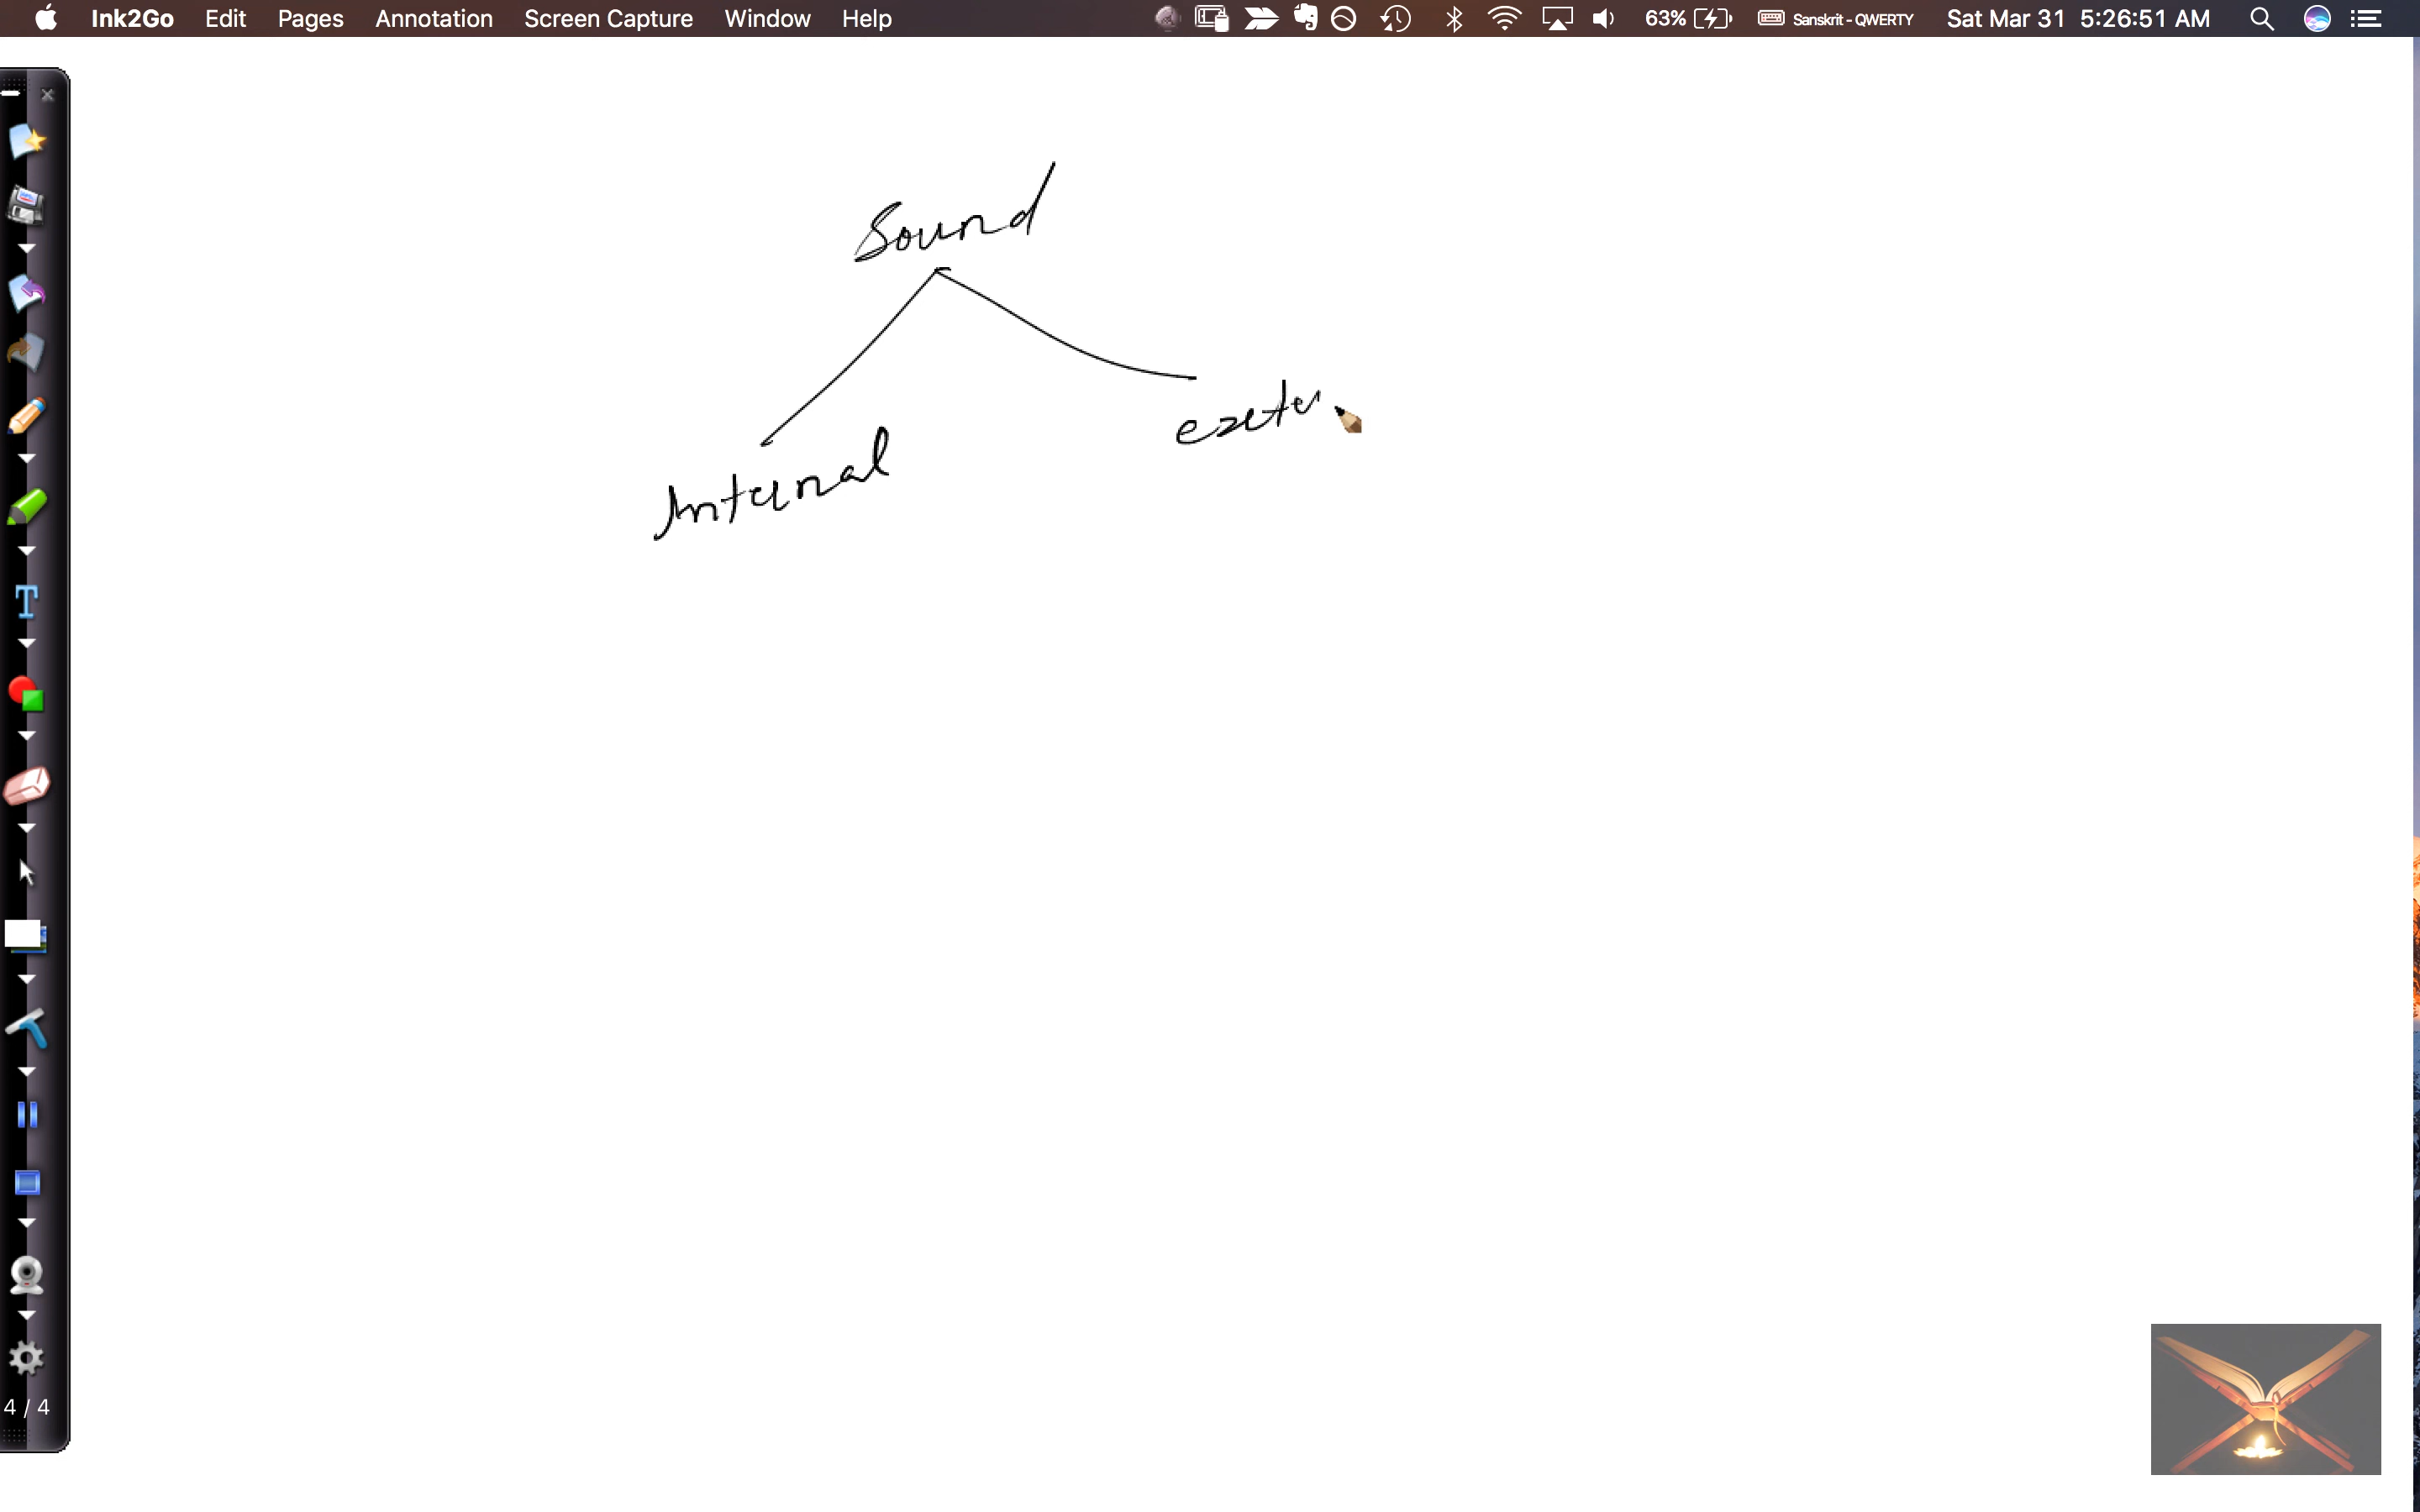 Ink2Go Edit Pages Annotation Screen Capture Window Help 63% Sanskrit - QWERTY Sat Mar 31 5:26:51 AM
Sound
Internal
exter
T
4 / 4